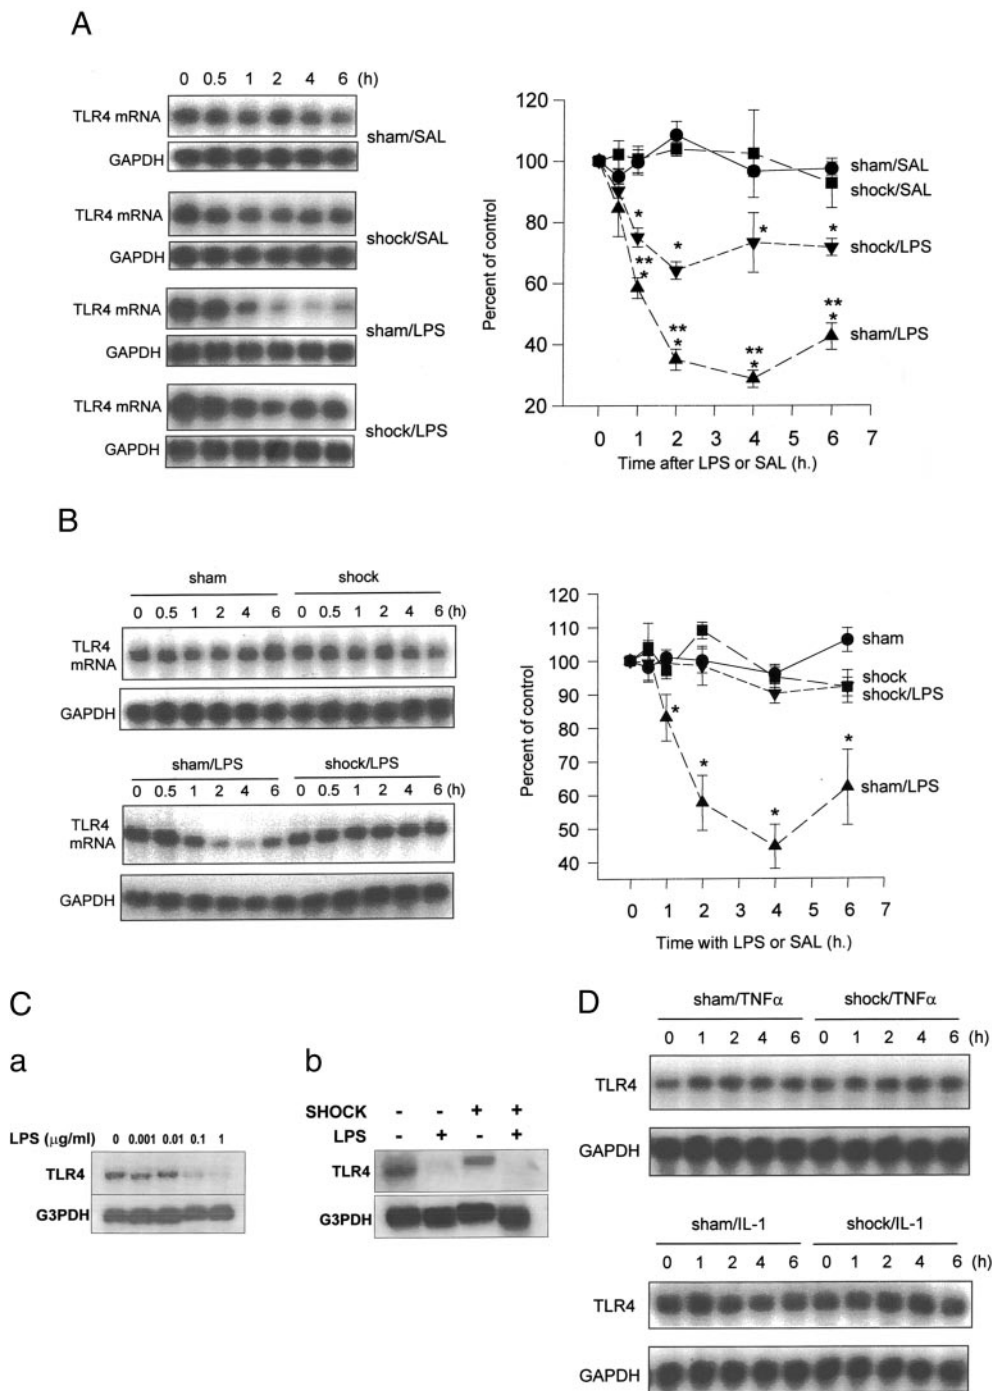 A
0 0.5 1 2 4 6 (h)
TLR4 mRNA
GAPDH
sham/SAL
TLR4 mRNA
GAPDH
shock/SAL
TLR4 mRNA
GAPDH
sham/LPS
TLR4 mRNA
GAPDH
shock/LPS
Percent of control
120
100
80
60
40
20
sham/SAL
shock/SAL
shock/LPS
sham/LPS
* * * *
** ** ** **
* * * *
0 1 2 3 4 5 6 7
Time after LPS or SAL (h.)
B
sham shock
0 0.5 1 2 4 6 0 0.5 1 2 4 6 (h)
TLR4
mRNA
GAPDH
sham/LPS shock/LPS
0 0.5 1 2 4 6 0 0.5 1 2 4 6 (h)
TLR4
mRNA
GAPDH
Percent of control
120
110
100
90
80
70
60
50
40
sham
shock
shock/LPS
sham/LPS
* * * *
0 1 2 3 4 5 6 7
Time with LPS or SAL (h.)
C
a
LPS (μg/ml) 0 0.001 0.01 0.1 1
TLR4
G3PDH
b
SHOCK - - + +
LPS - + - +
TLR4
G3PDH
D
sham/TNFα shock/TNFα
0 1 2 4 6 0 1 2 4 6 (h)
TLR4
GAPDH
sham/IL-1 shock/IL-1
0 1 2 4 6 0 1 2 4 6 (h)
TLR4
GAPDH